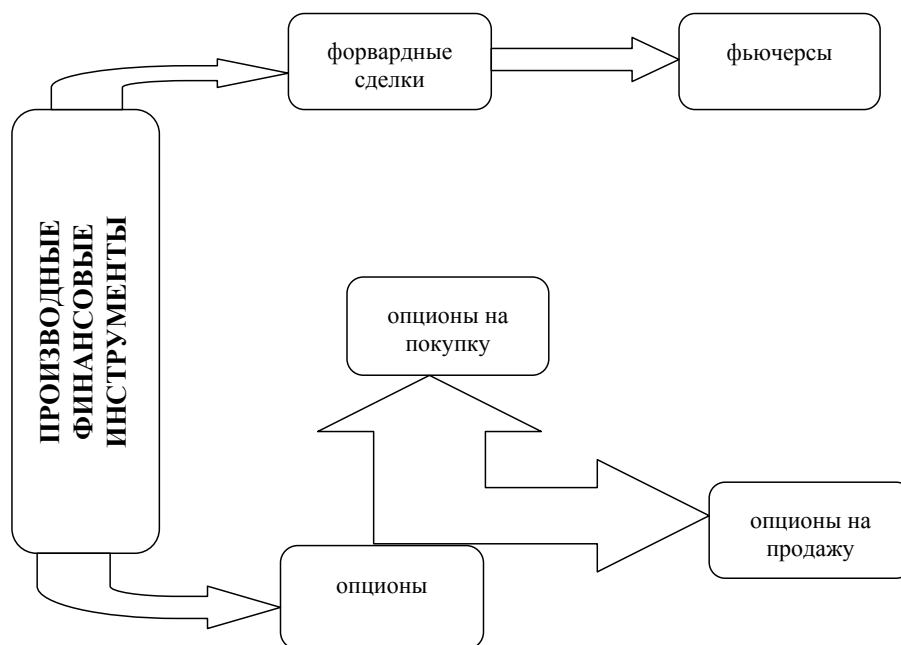 форвардные
сделки
фьючерсы
ПРОИЗВОДНЫЕ
ФИНАНСОВЫЕ
ИНСТРУМЕНТЫ
опционы на
покупку
опционы на
продажу
опционы